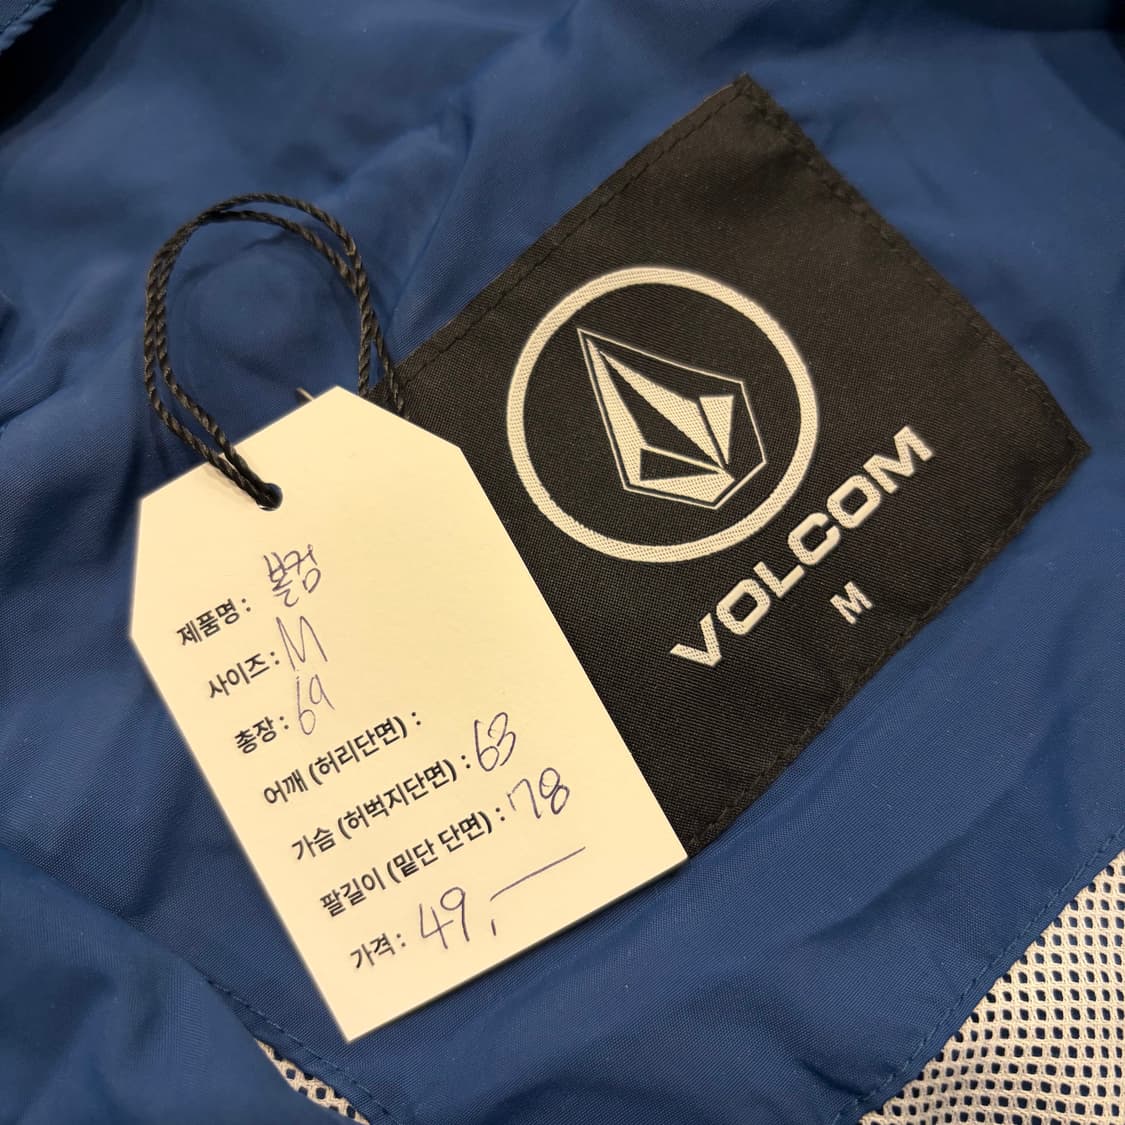 제품명 : 볼컴
사이즈 : M
총장 : 69
어깨 (허리단면) :
가슴 (허벅지단면) : 63
팔길이 (밑단 단면) : 78
가격 : 49,—
VOLCOM
M